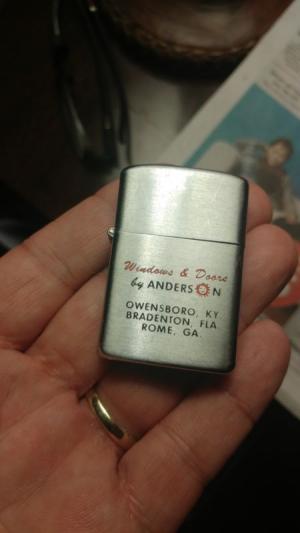 Windows & Doors
by ANDERSON
OWENSBORO, KY.
BRADENTON, FLA.
ROME, GA.